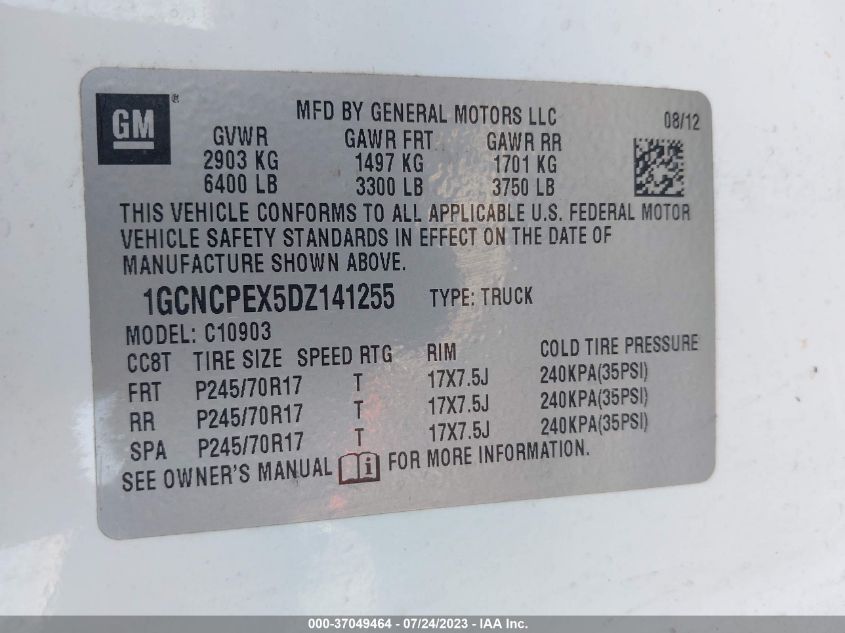 GM ®
MFD BY GENERAL MOTORS LLC 08/12
GVWR GAWR FRT GAWR RR
2903 KG 1497 KG 1701 KG
6400 LB 3300 LB 3750 LB
THIS VEHICLE CONFORMS TO ALL APPLICABLE U.S. FEDERAL MOTOR
VEHICLE SAFETY STANDARDS IN EFFECT ON THE DATE OF
MANUFACTURE SHOWN ABOVE.
1GCNCPEX5DZ141255 TYPE: TRUCK
MODEL: C10903
CC8T TIRE SIZE SPEED RTG RIM COLD TIRE PRESSURE
FRT P245/70R17 T 17X7.5J 240KPA(35PSI)
RR P245/70R17 T 17X7.5J 240KPA(35PSI)
SPA P245/70R17 T 17X7.5J 240KPA(35PSI)
SEE OWNER'S MANUAL i FOR MORE INFORMATION.
000-37049464 - 07/24/2023 - IAA Inc.